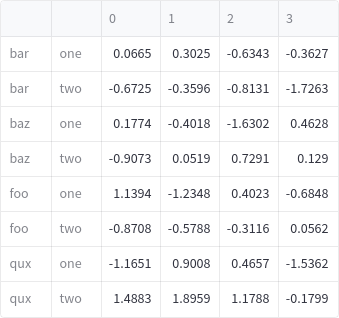 0 1 2 3
bar one 0.0665 0.3025 -0.6343 -0.3627
bar two -0.6725 -0.3596 -0.8131 -1.7263
baz one 0.1774 -0.4018 -1.6302 0.4628
baz two -0.9073 0.0519 0.7291 0.129
foo one 1.1394 -1.2348 0.4023 -0.6848
foo two -0.8708 -0.5788 -0.3116 0.0562
qux one -1.1651 0.9008 0.4657 -1.5362
qux two 1.4883 1.8959 1.1788 -0.1799